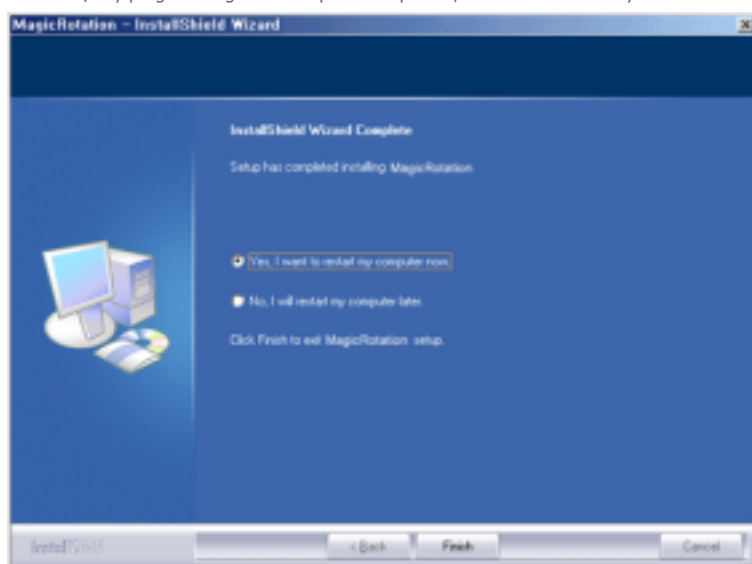 MagicRotation - InstallShield Wizard
InstallShield Wizard Complete
Setup has completed installing MagicRotation
Yes, I want to restart my computer now.
No, I will restart my computer later.
Click Finish to exit MagicRotation setup.
InstallShield
< Back
Finish
Cancel